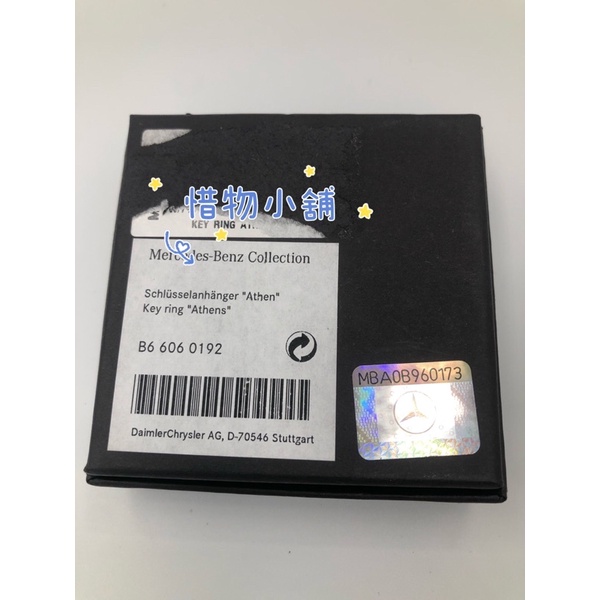 惜物小舖
KEY RING
Mercedes-Benz Collection
Schlüsselanhänger "Athen"
Key ring "Athens"
B6 606 0192
MBA0B960173
DaimlerChrysler AG, D-70546 Stuttgart